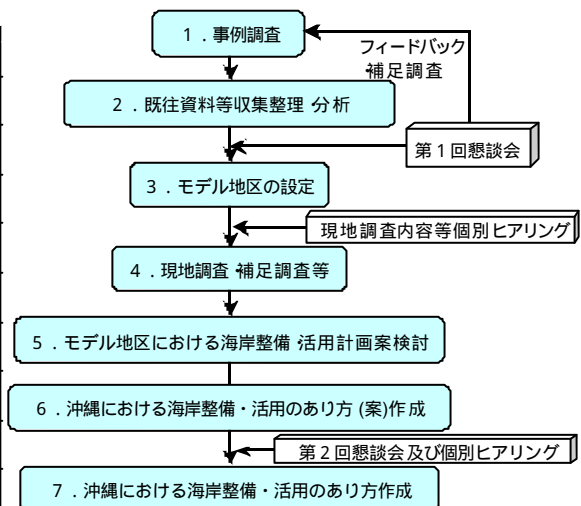 1．事例調査
フィードバック
・補足調査
2．既往資料等収集整理・分析
第1回懇談会
3．モデル地区の設定
現地調査内容等個別ヒアリング
4．現地調査・補足調査等
5．モデル地区における海岸整備・活用計画案検討
6．沖縄における海岸整備・活用のあり方(案)作成
第2回懇談会及び個別ヒアリング
7．沖縄における海岸整備・活用のあり方作成